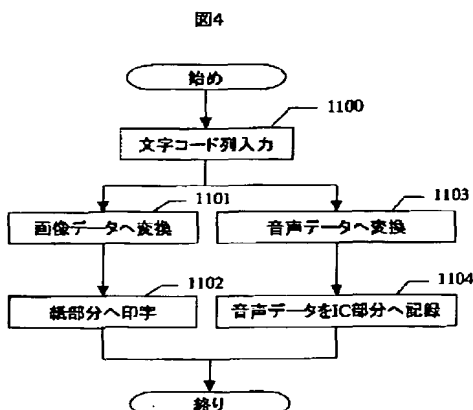 図4
始め
1100
文字コード列入力
1101
画像データへ変換
1103
音声データへ変換
1102
紙部分へ印字
1104
音声データをIC部分へ記録
終り